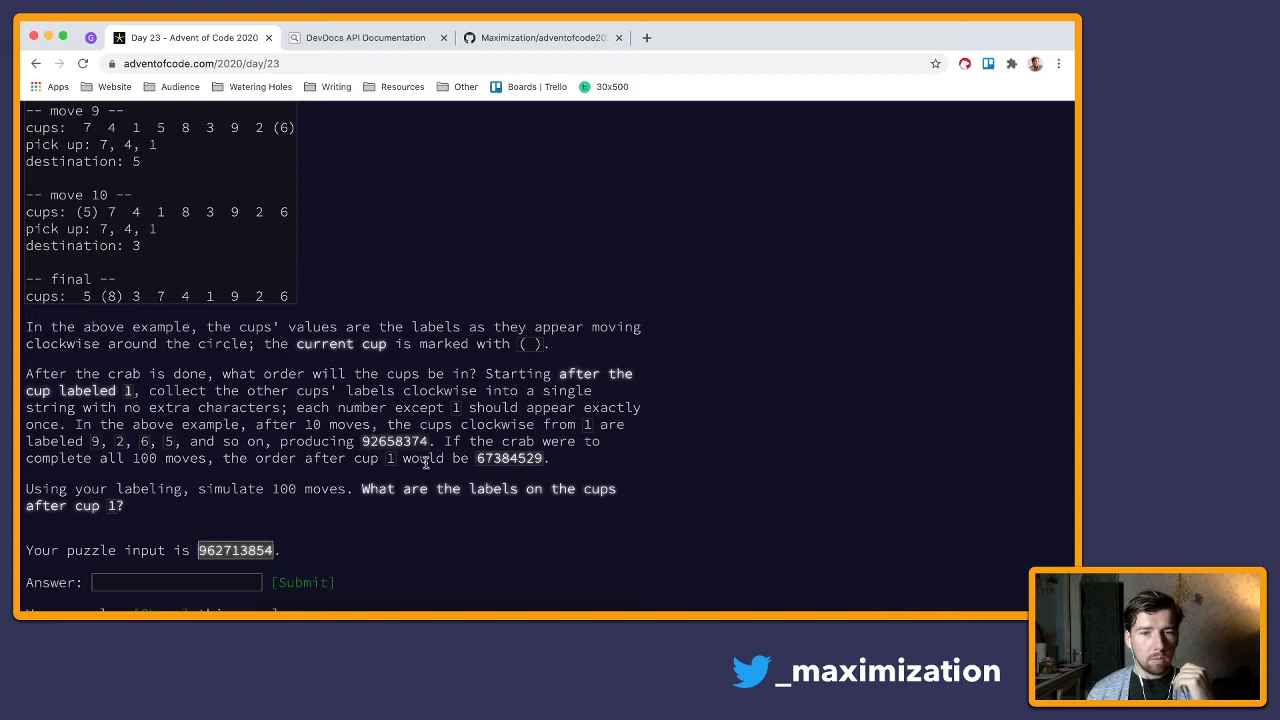 Day 23 - Advent of Code 2020
DevDocs API Documentation
Maximization/adventofcode202
adventofcode.com/2020/day/23
Apps
Website
Audience
Watering Holes
Writing
Resources
Other
Boards | Trello
30x500
-- move 9 --
cups: 7 4 1 5 8 3 9 2 (6)
pick up: 7, 4, 1
destination: 5
-- move 10 --
cups: (5) 7 4 1 8 3 9 2 6
pick up: 7, 4, 1
destination: 3
-- final --
cups: 5 (8) 3 7 4 1 9 2 6
In the above example, the cups' values are the labels as they appear moving
clockwise around the circle; the current cup is marked with ( ).
After the crab is done, what order will the cups be in? Starting after the
cup labeled 1, collect the other cups' labels clockwise into a single
string with no extra characters; each number except 1 should appear exactly
once. In the above example, after 10 moves, the cups clockwise from 1 are
labeled 9, 2, 6, 5, and so on, producing 92658374. If the crab were to
complete all 100 moves, the order after cup 1 would be 67384529.
Using your labeling, simulate 100 moves. What are the labels on the cups
after cup 1?
Your puzzle input is 962713854.
Answer:
[Submit]
_maximization